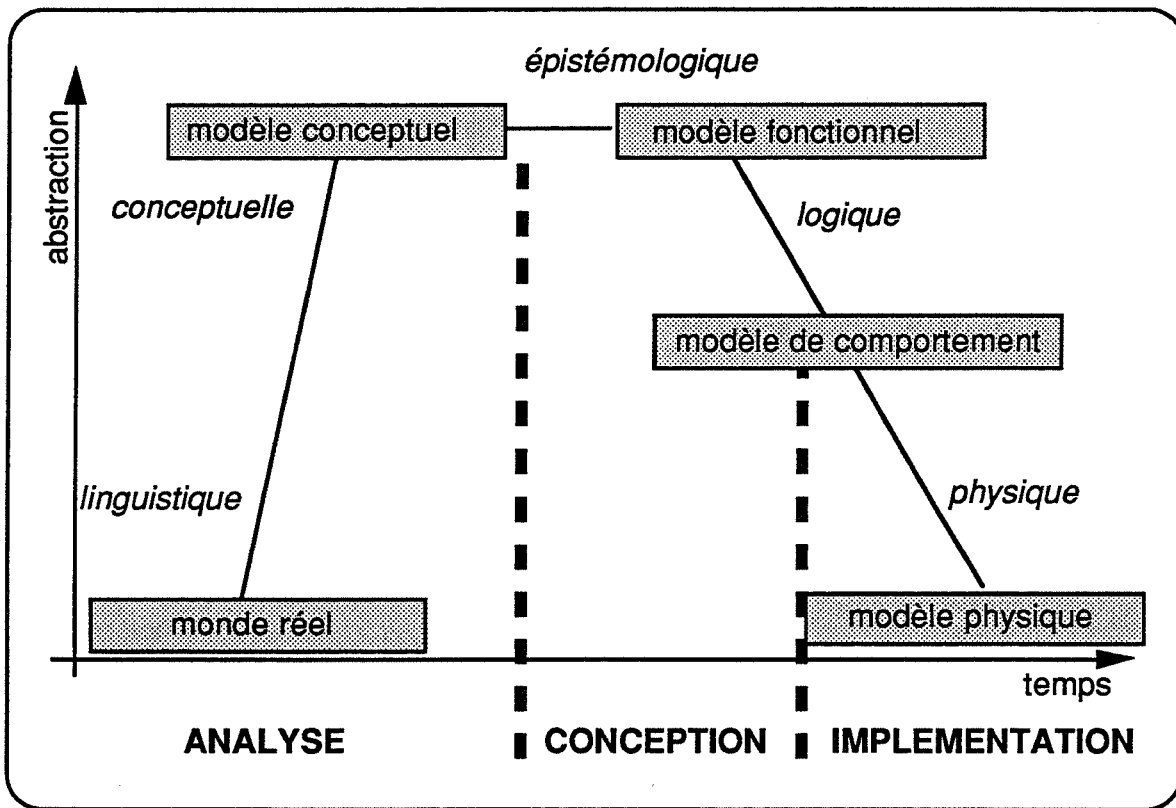 épistémologique
modèle conceptuel
modèle fonctionnel
abstraction
conceptuelle
logique
modèle de comportement
linguistique
physique
monde réel
modèle physique
temps
ANALYSE
CONCEPTION
IMPLEMENTATION